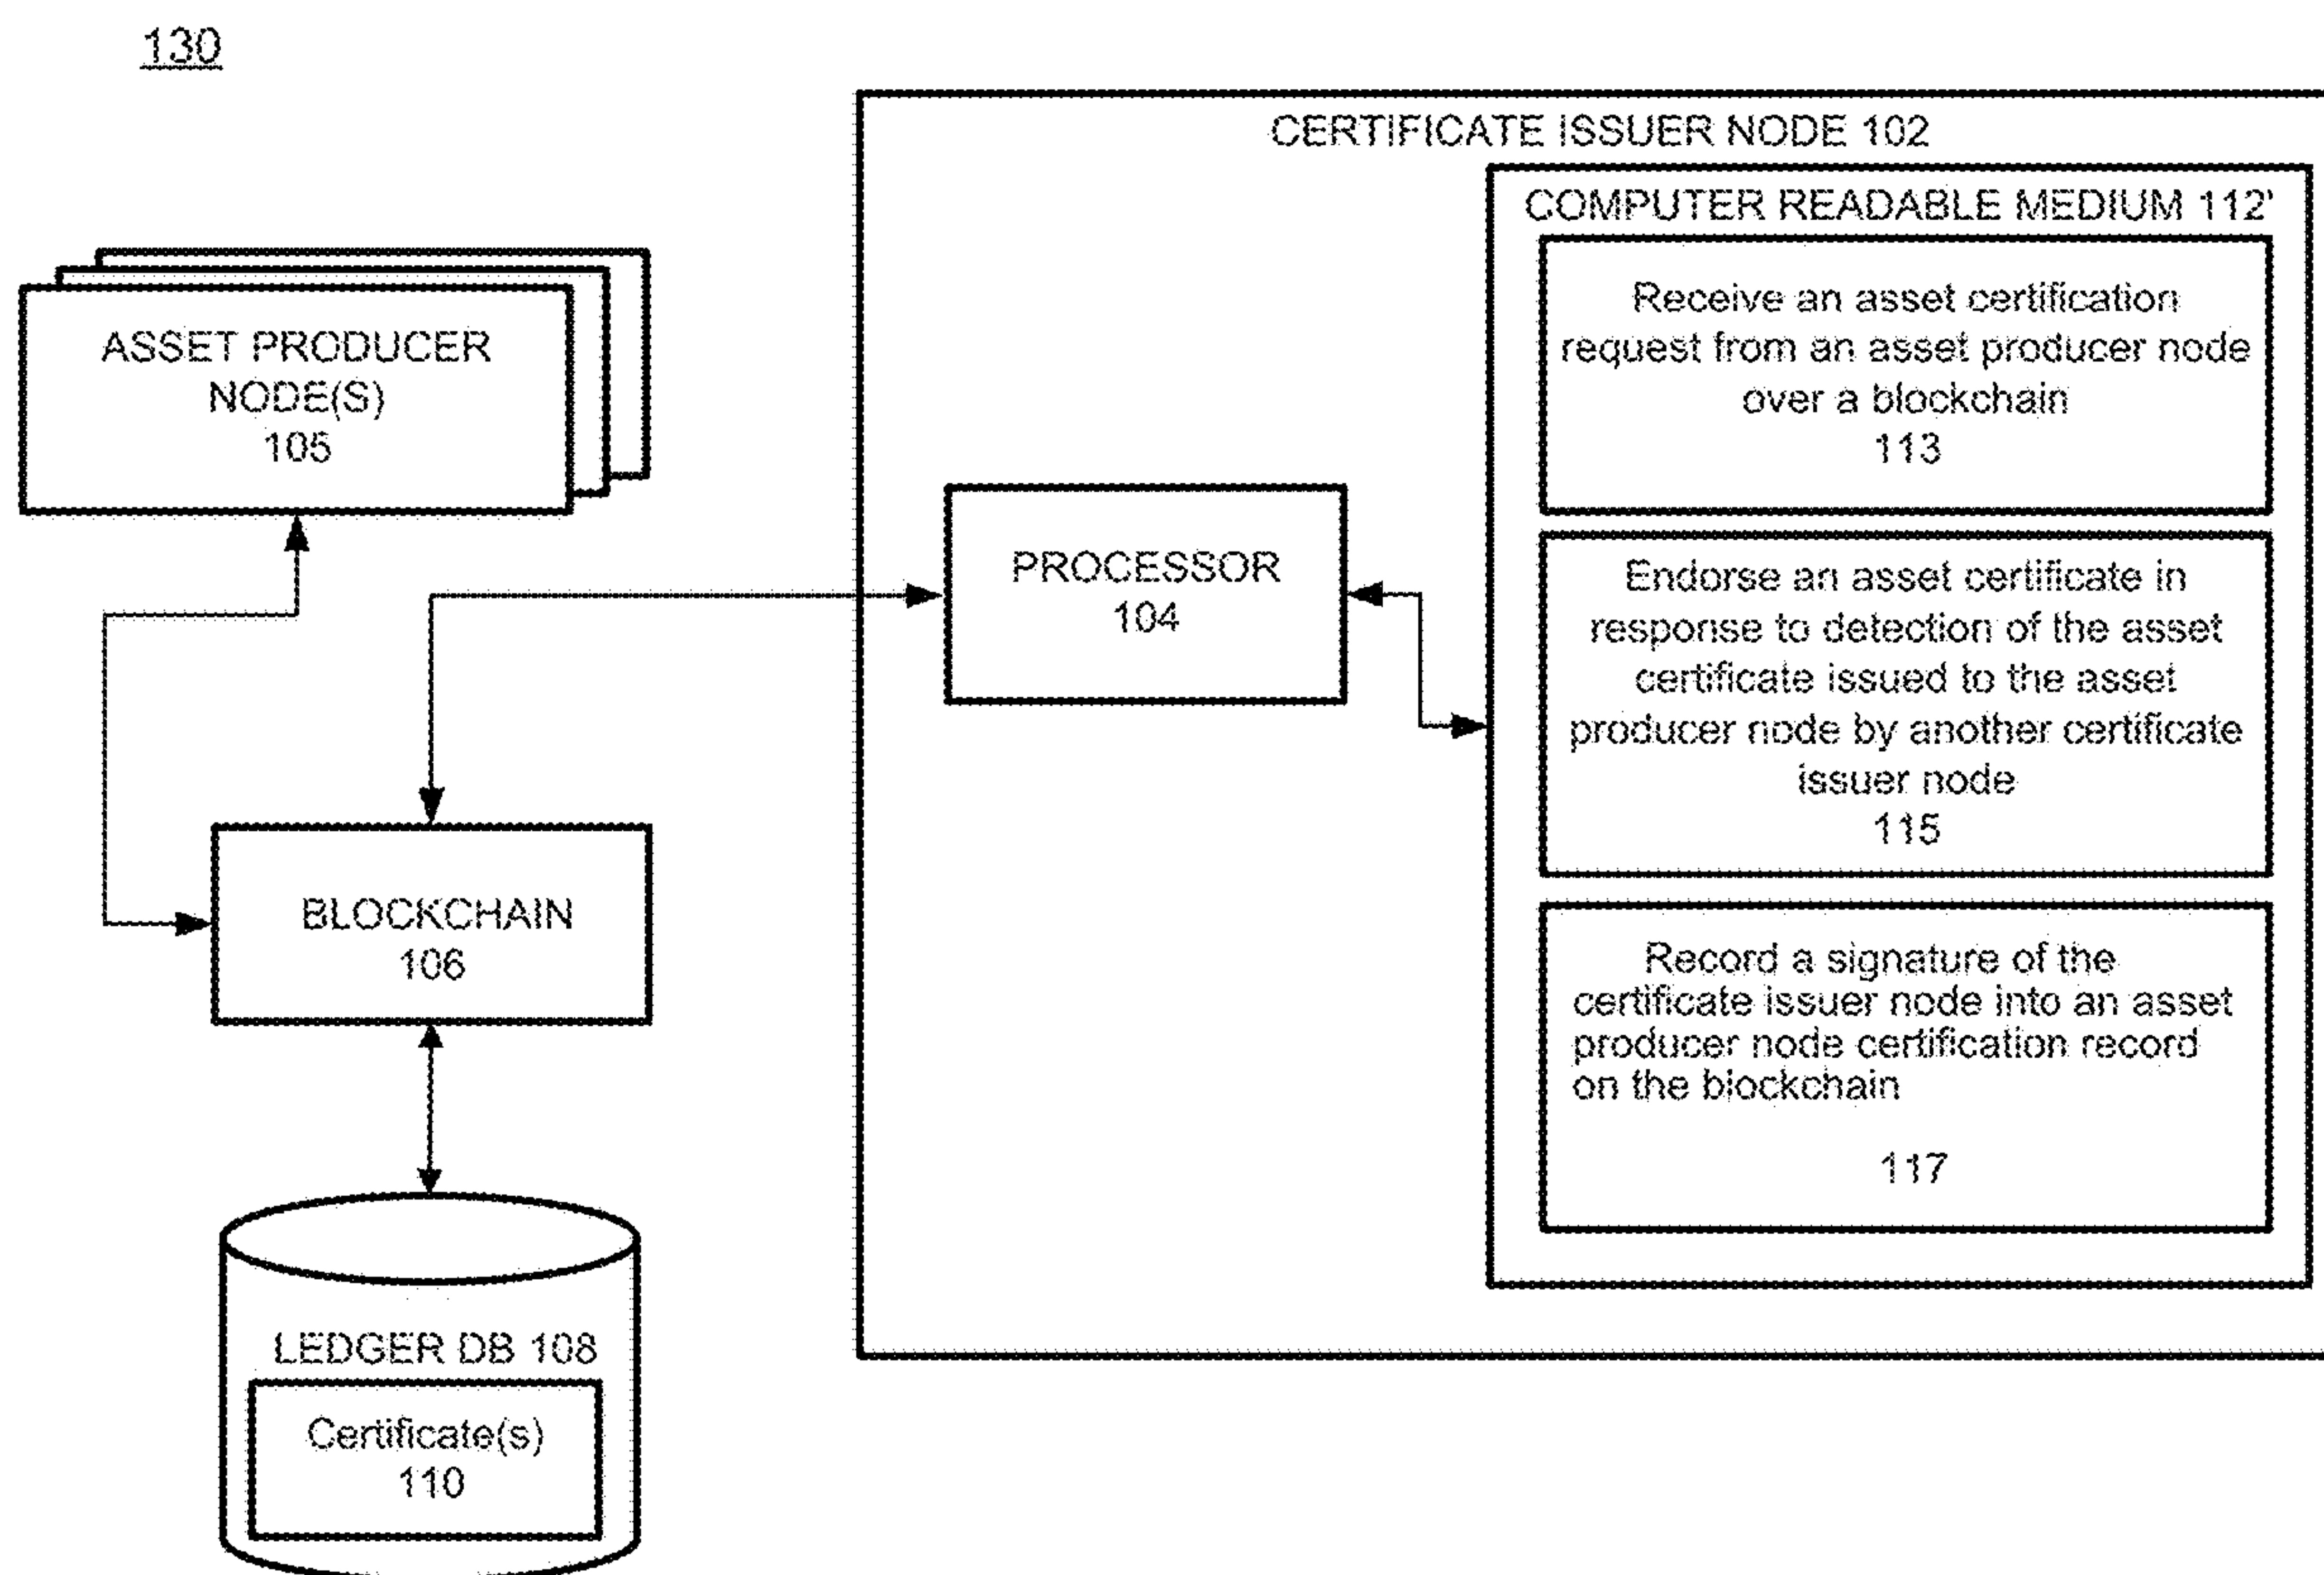 130
CERTIFICATE ISSUER NODE 102
COMPUTER READABLE MEDIUM 112'
Receive an asset certification
request from an asset producer node
over a blockchain
113
ASSET PRODUCER
NODE(S)
105
PROCESSOR
104
Endorse an asset certificate in
response to detection of the asset
certificate issued to the asset
producer node by another certificate
issuer node
115
BLOCKCHAIN
106
Record a signature of the
certificate issuer node into an asset
producer node certification record
on the blockchain
117
LEDGER DB 108
Certificate(s)
110